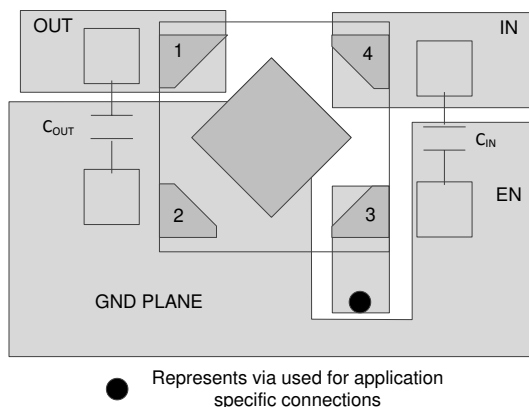 OUT
IN
1
4
COUT
CIN
2
3
EN
GND PLANE
Represents via used for application
specific connections